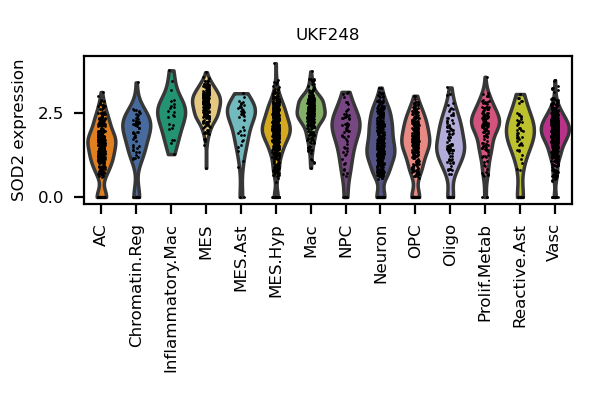 UKF248
SOD2 expression
2.5
0.0
AC
Chromatin.Reg
Inflammatory.Mac
MES
MES.Ast
MES.Hyp
Mac
NPC
Neuron
OPC
Oligo
Prolif.Metab
Reactive.Ast
Vasc